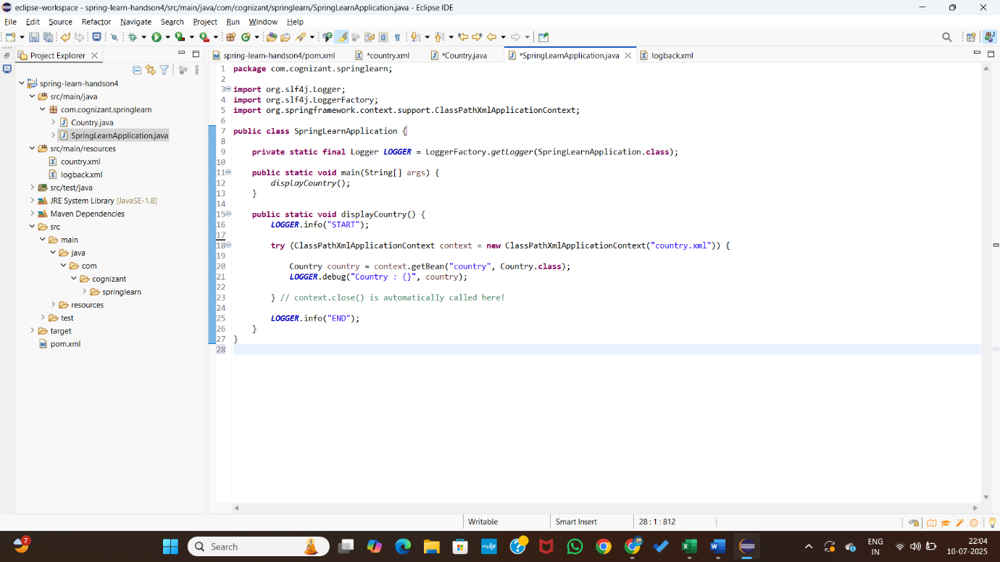 eclipse-workspace - spring-learn-handson4/src/main/java/com/cognizant/springlearn/SpringLearnApplication.java - Eclipse IDE
File Edit Source Refactor Navigate Search Project Run Window Help
Project Explorer
spring-learn-handson4
src/main/java
com.cognizant.springlearn
Country.java
SpringLearnApplication.java
src/main/resources
country.xml
logback.xml
src/test/java
JRE System Library [JavaSE-1.8]
Maven Dependencies
src
main
java
com
cognizant
springlearn
resources
test
target
pom.xml
spring-learn-handson4/pom.xml *country.xml *Country.java *SpringLearnApplication.java logback.xml
1 package com.cognizant.springlearn;
2
3 import org.slf4j.Logger;
4 import org.slf4j.LoggerFactory;
5 import org.springframework.context.support.ClassPathXmlApplicationContext;
6
7 public class SpringLearnApplication {
8
9 private static final Logger LOGGER = LoggerFactory.getLogger(SpringLearnApplication.class);
10
11 public static void main(String[] args) {
12 displayCountry();
13 }
14
15 public static void displayCountry() {
16 LOGGER.info("START");
17
18 try (ClassPathXmlApplicationContext context = new ClassPathXmlApplicationContext("country.xml")) {
19
20 Country country = context.getBean("country", Country.class);
21 LOGGER.debug("Country : {}", country);
22
23 } // context.close() is automatically called here!
24
25 LOGGER.info("END");
26 }
27 }
28
Writable Smart Insert 28 : 1 : 812
7
Search
myhp
ENG
IN
22:04
10-07-2025